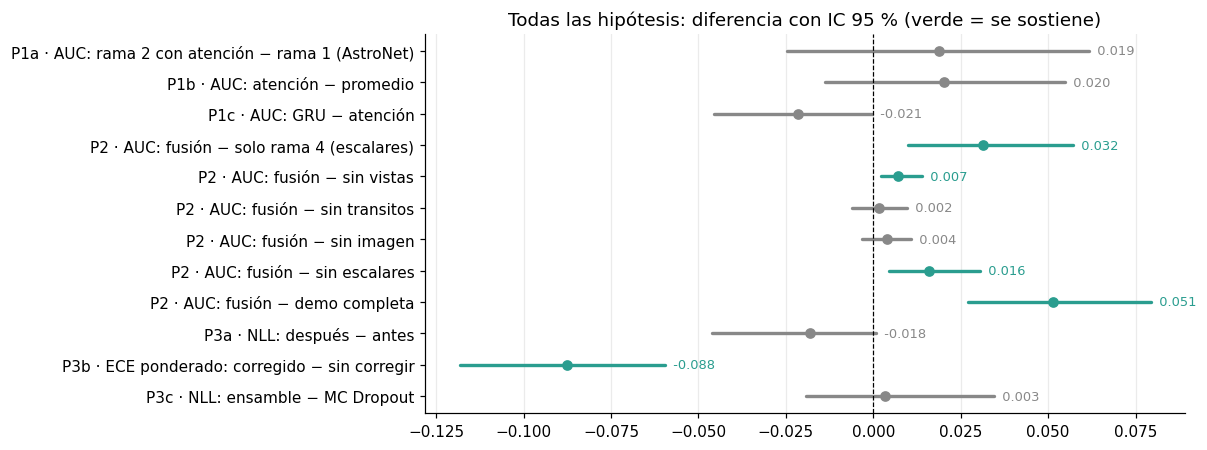 Todas las hipótesis: diferencia con IC 95 % (verde = se sostiene)
P1a · AUC: rama 2 con atención − rama 1 (AstroNet) 0.019
P1b · AUC: atención − promedio 0.020
P1c · AUC: GRU − atención -0.021
P2 · AUC: fusión − solo rama 4 (escalares) 0.032
P2 · AUC: fusión − sin vistas 0.007
P2 · AUC: fusión − sin transitos 0.002
P2 · AUC: fusión − sin imagen 0.004
P2 · AUC: fusión − sin escalares 0.016
P2 · AUC: fusión − demo completa 0.051
P3a · NLL: después − antes -0.018
P3b · ECE ponderado: corregido − sin corregir -0.088
P3c · NLL: ensamble − MC Dropout 0.003
−0.125 −0.100 −0.075 −0.050 −0.025 0.000 0.025 0.050 0.075